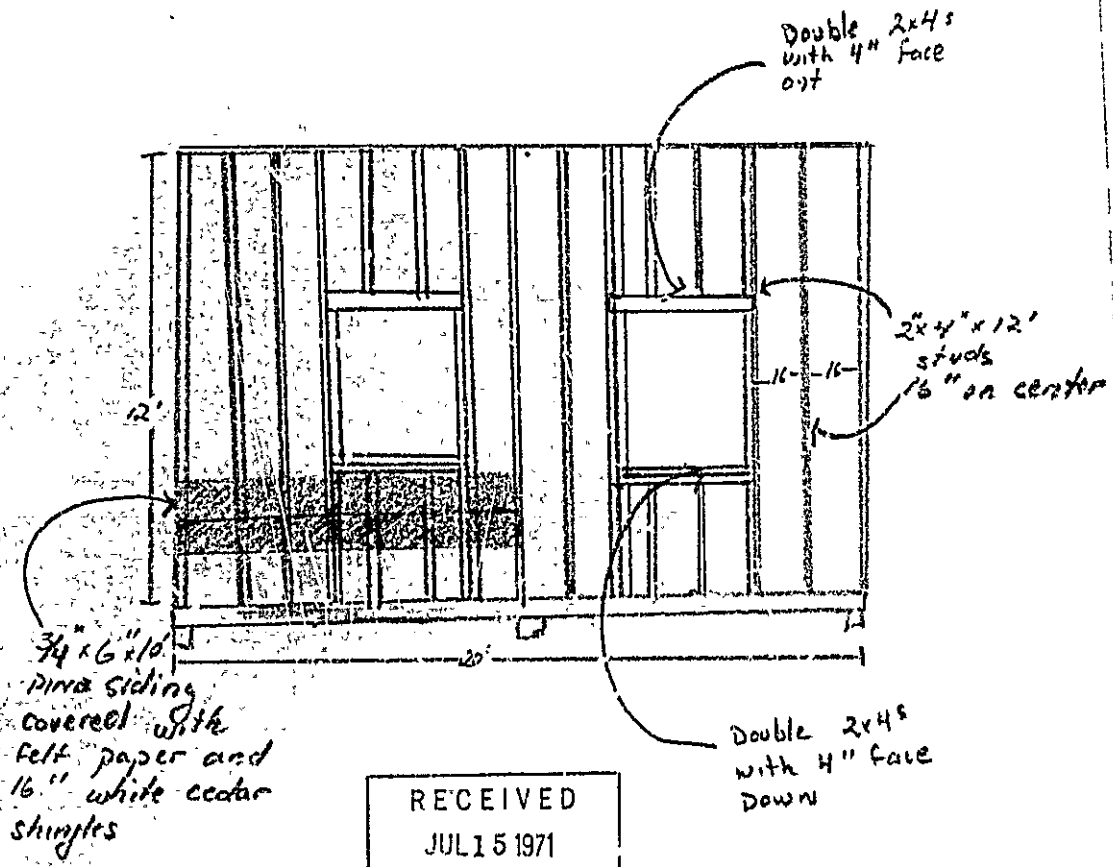 Double 2x4s
with 4" face
out
2"x4"x12'
studs
16" on center
16
16
12'
3/4"x6"x10'
pine siding
covered with
felt paper and
16" white cedar
shingles
20'
Double 2x4s
with 4" face
Down
RECEIVED
JUL 15 1971